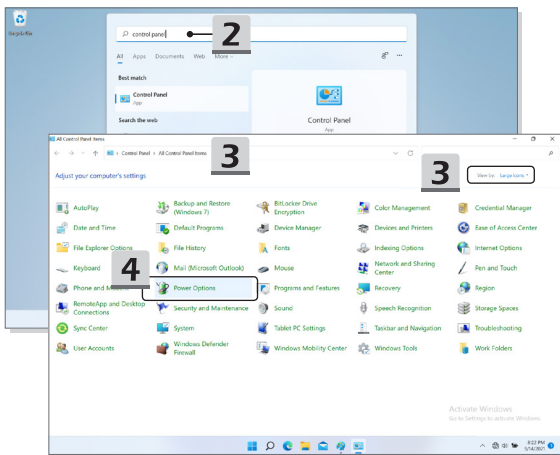 Recycle Bin
control panel
2
All Apps Documents Web More
Best match
Control Panel
App
Search the web
Control Panel
App
All Control Panel Items
Control Panel > All Control Panel Items
3
3
Adjust your computer's settings
View by: Large icons
AutoPlay
Backup and Restore (Windows 7)
BitLocker Drive Encryption
Color Management
Credential Manager
Date and Time
Default Programs
Device Manager
Devices and Printers
Ease of Access Center
File Explorer Options
File History
Fonts
Indexing Options
Internet Options
Keyboard
4
Mail (Microsoft Outlook)
Mouse
Network and Sharing Center
Pen and Touch
Phone and
Power Options
Programs and Features
Recovery
Region
RemoteApp and Desktop Connections
Security and Maintenance
Sound
Speech Recognition
Storage Spaces
Sync Center
System
Tablet PC Settings
Taskbar and Navigation
Troubleshooting
User Accounts
Windows Defender Firewall
Windows Mobility Center
Windows Tools
Work Folders
Activate Windows
Go to Settings to activate Windows.
8:22 PM
5/14/2021